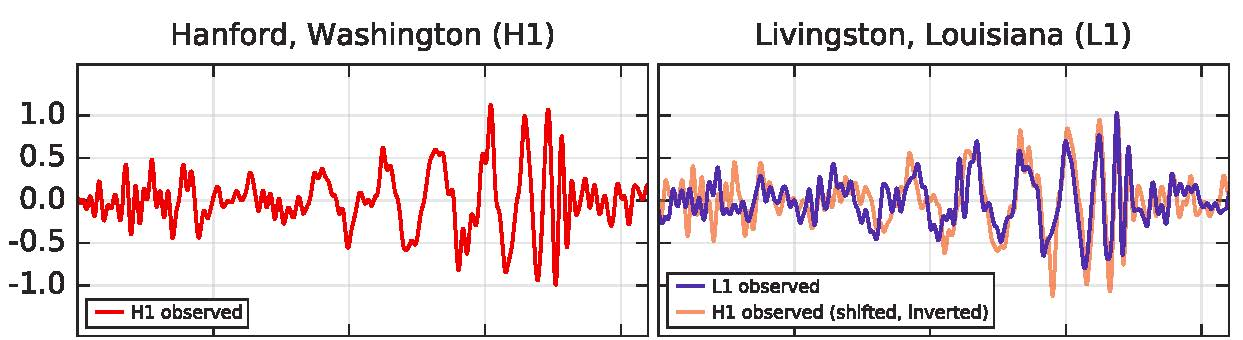 Hanford, Washington (H1)
Livingston, Louisiana (L1)
1.0
0.5
0.0
-0.5
-1.0
H1 observed
L1 observed
H1 observed (shifted, inverted)